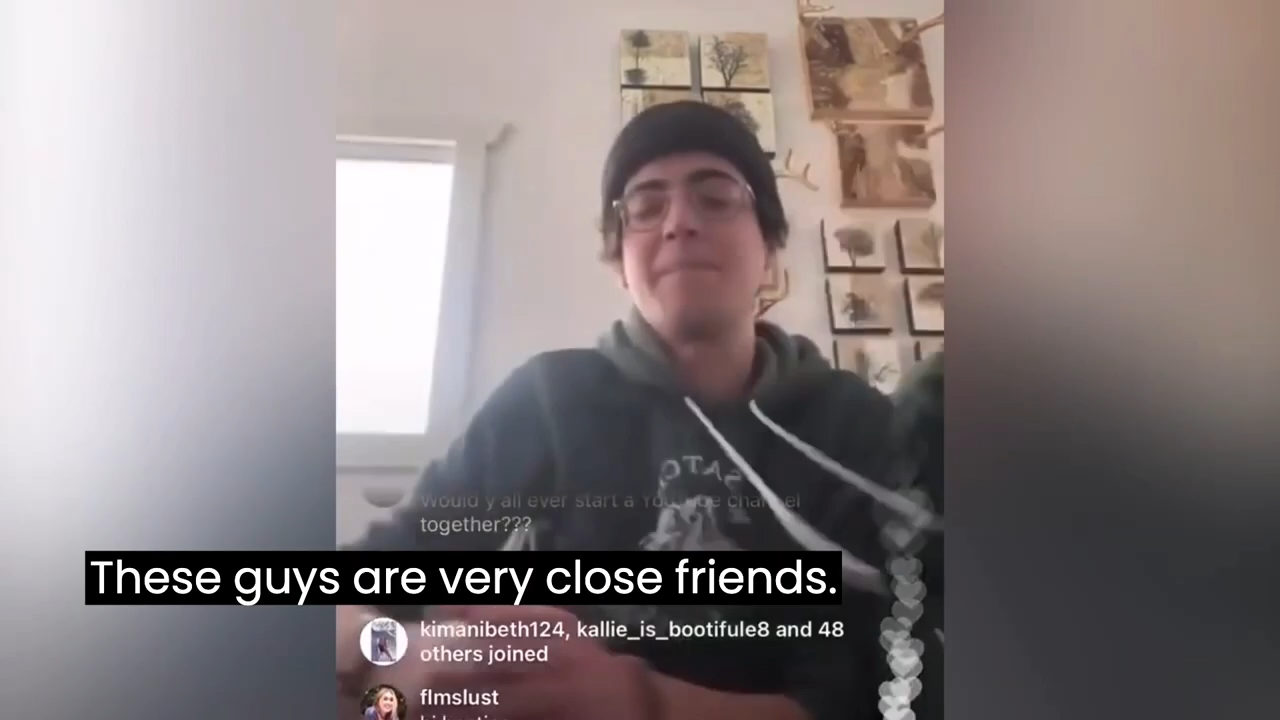 Would y'all ever start a YouTube channel
together???
These guys are very close friends.
kimanibeth124, kallie_is_bootifule8 and 48
others joined
flmslust